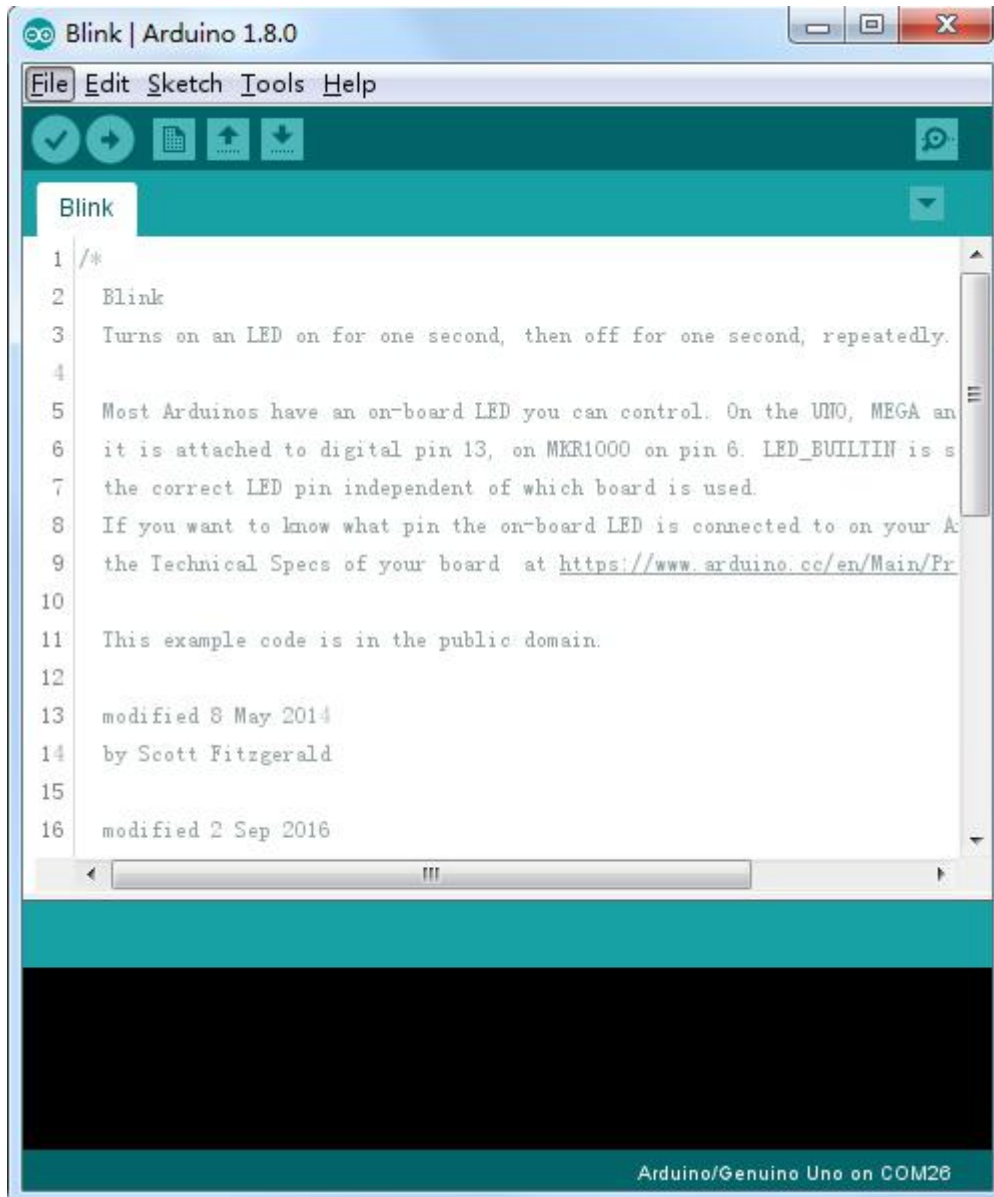 Blink | Arduino 1.8.0
File Edit Sketch Tools Help
Blink
1 /*
2 Blink
3 Turns on an LED on for one second, then off for one second, repeatedly.
4
5 Most Arduinos have an on-board LED you can control. On the UNO, MEGA an
6 it is attached to digital pin 13, on MKR1000 on pin 6. LED_BUILTIN is s
7 the correct LED pin independent of which board is used.
8 If you want to know what pin the on-board LED is connected to on your A
9 the Technical Specs of your board at https://www.arduino.cc/en/Main/Pr
10
11 This example code is in the public domain.
12
13 modified 8 May 2014
14 by Scott Fitzgerald
15
16 modified 2 Sep 2016
Arduino/Genuino Uno on COM26